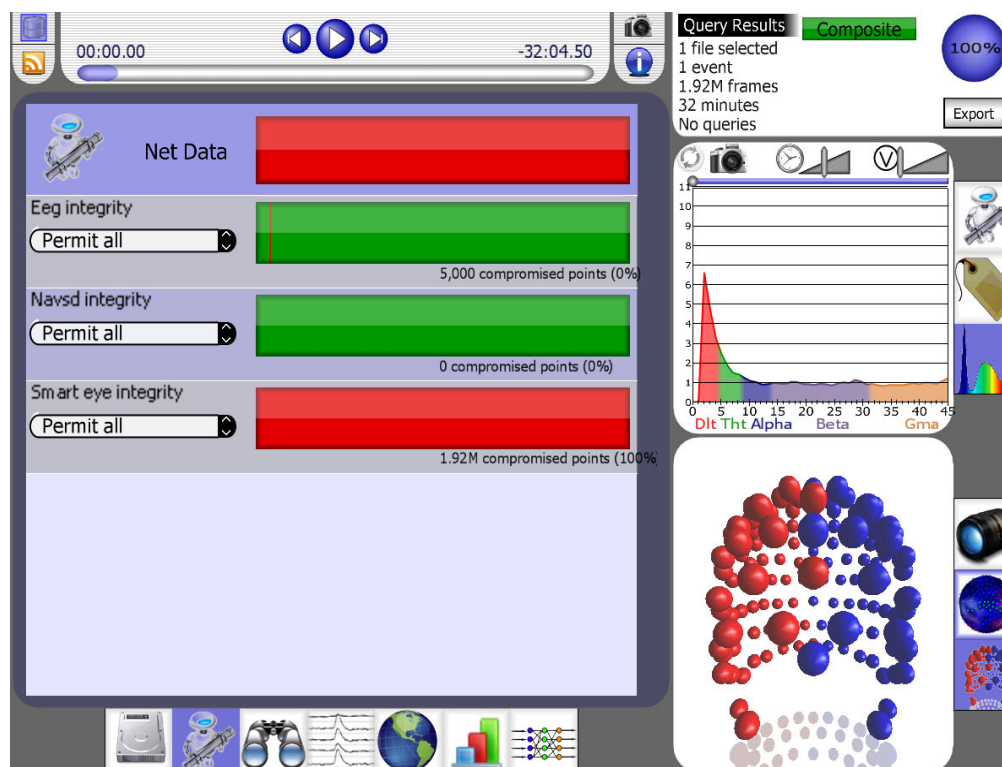 00:00.00
-32:04.50
Net Data
Eeg integrity
Permit all
5,000 compromised points (0%)
Navsd integrity
Permit all
0 compromised points (0%)
Smart eye integrity
Permit all
1.92M compromised points (100%
Query Results
Composite
1 file selected
1 event
1.92M frames
32 minutes
No queries
100%
Export
V
11
10
9
8
7
6
5
4
3
2
1
0
0 5 10 15 20 25 30 35 40 45
Dlt Tht Alpha Beta Gma